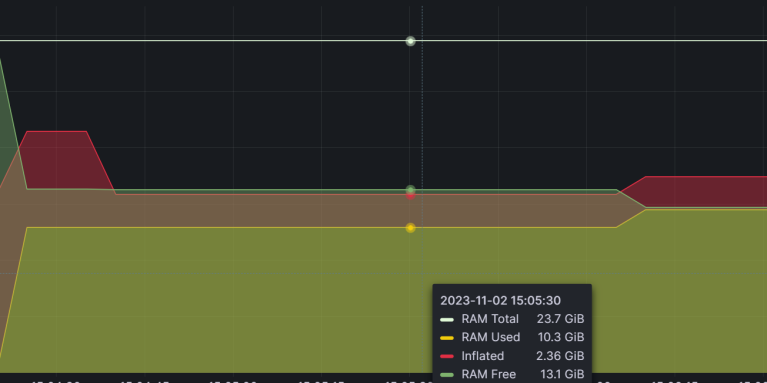 2023-11-02 15:05:30
RAM Total 23.7 GiB
RAM Used 10.3 GiB
Inflated 2.36 GiB
RAM Free 13.1 GiB